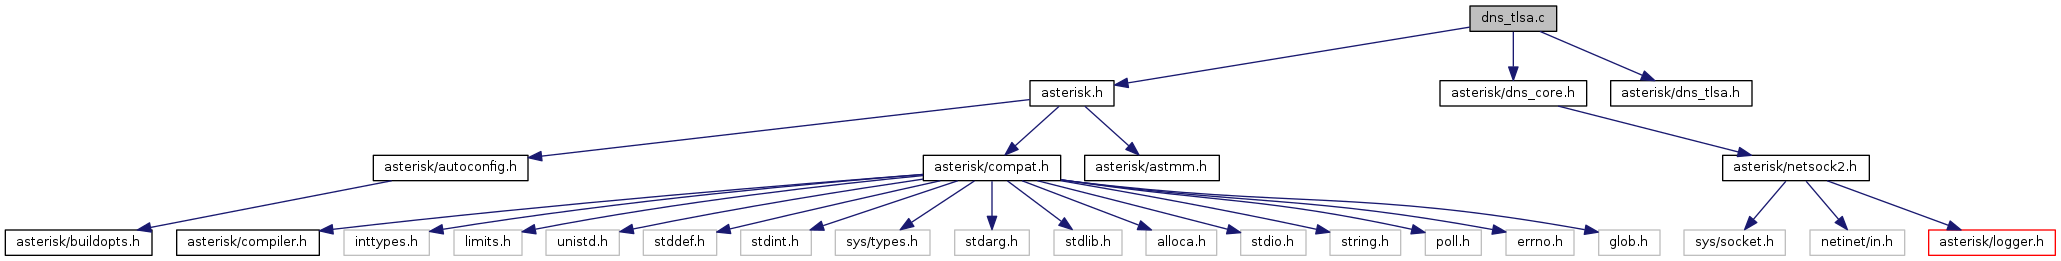 dns_tlsa.c
asterisk.h
asterisk/dns_core.h
asterisk/dns_tlsa.h
asterisk/autoconfig.h
asterisk/compat.h
asterisk/astmm.h
asterisk/netsock2.h
asterisk/buildopts.h
asterisk/compiler.h
inttypes.h
limits.h
unistd.h
stddef.h
stdint.h
sys/types.h
stdarg.h
stdlib.h
alloca.h
stdio.h
string.h
poll.h
errno.h
glob.h
sys/socket.h
netinet/in.h
asterisk/logger.h